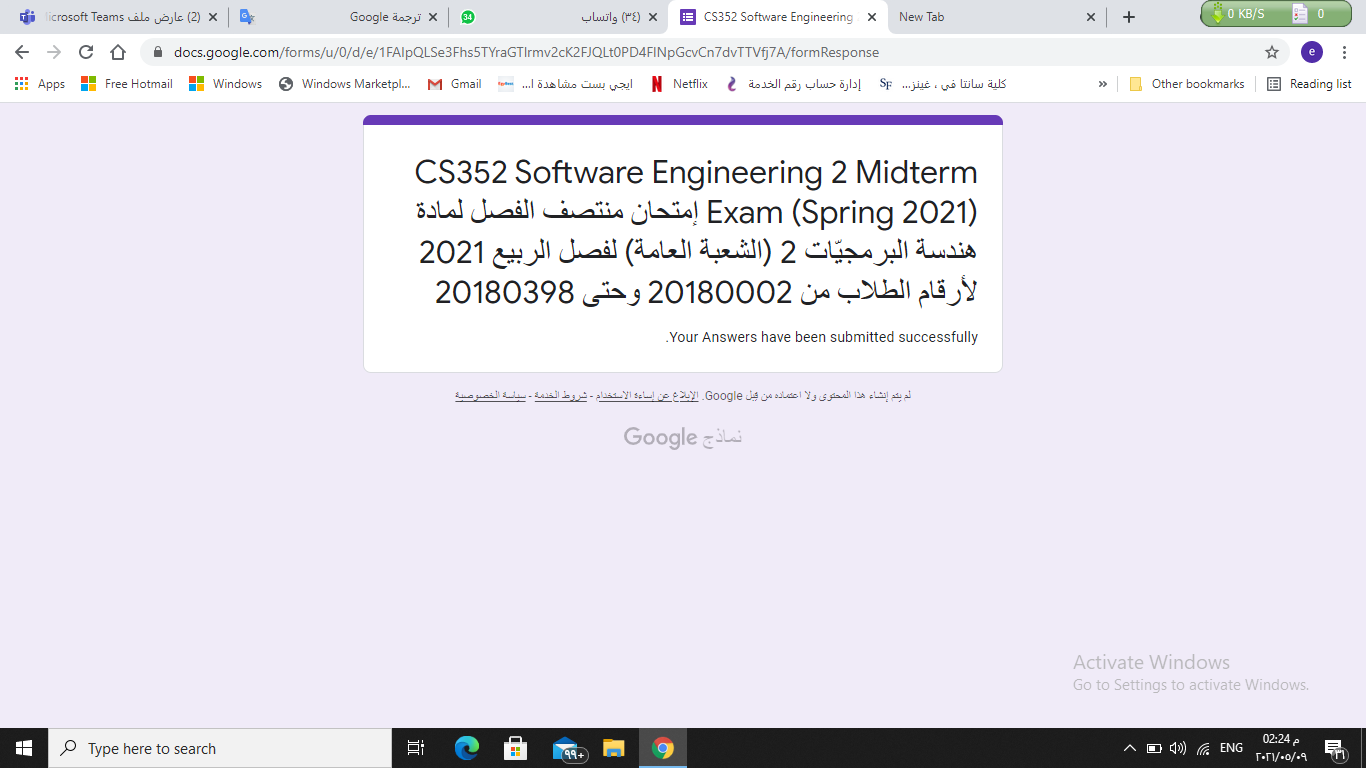 (2) عارض ملف Microsoft Teams
ترجمة Google
34
(٣٤) واتساب
CS352 Software Engineering
New Tab
0 KB/S
0
docs.google.com/forms/u/0/d/e/1FAIpQLSe3Fhs5TYraGTlrmv2cK2FJQLt0PD4FlNpGcvCn7dvTTVfj7A/formResponse
e
Apps
Free Hotmail
Windows
Windows Marketpl...
Gmail
ايجي بست مشاهدة ا...
Netflix
إدارة حساب رقم الخدمة
SF
كلية سانتا في ، غينز...
»
Other bookmarks
Reading list
CS352 Software Engineering 2 Midterm
Exam (Spring 2021) إمتحان منتصف الفصل لمادة
هندسة البرمجيّات 2 (الشعبة العامة) لفصل الربيع 2021
لأرقام الطلاب من 20180002 وحتى 20180398
.Your Answers have been submitted successfully
لم يتم إنشاء هذا المحتوى ولا اعتماده من قِبل Google. الإبلاغ عن إساءة الاستخدام - شروط الخدمة - سياسة الخصوصية
نماذج Google
Activate Windows
Go to Settings to activate Windows.
Type here to search
٩٩+
ENG
02:24 م
٢٠٢١/٠٥/٠٩
٣٦